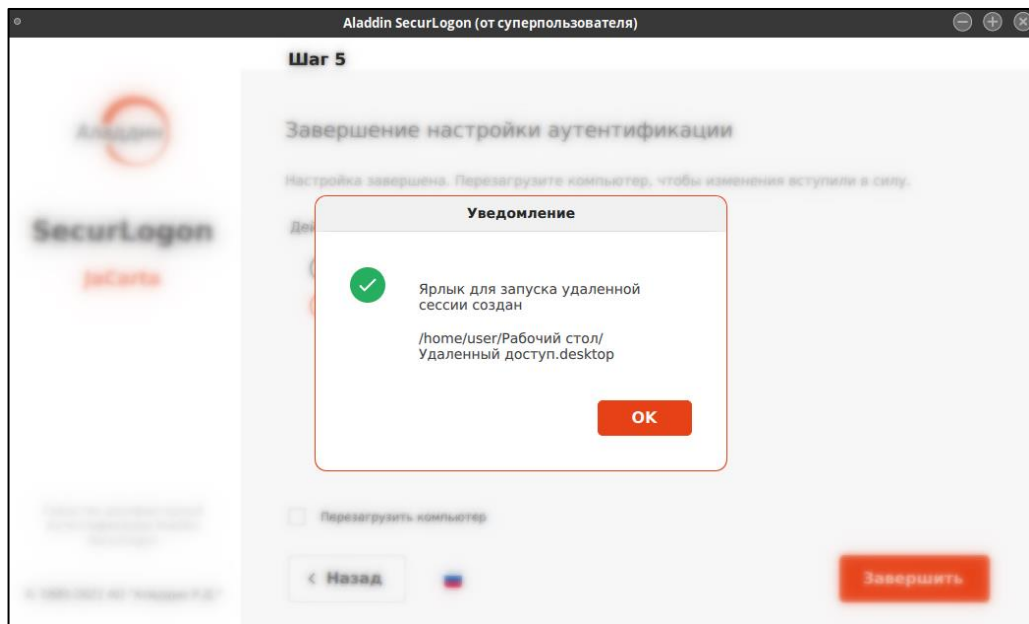 Aladdin SecurLogon (от суперпользователя)
Шаг 5
Аладдин
Завершение настройки аутентификации
Настройка завершена. Перезагрузите компьютер, чтобы изменения вступили в силу.
SecurLogon
JaCarta
Уведомление
Ярлык для запуска удаленной
сессии создан
/home/user/Рабочий стол/
Удаленный доступ.desktop
OK
Перезагрузить компьютер
< Назад
Завершить